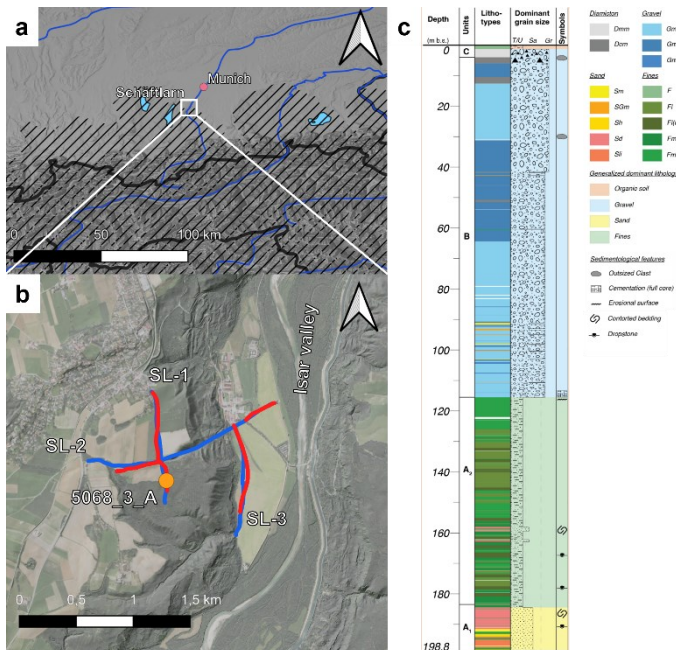 a
Munich
Schäftlarn
0 50 100 km
b
SL-1
Isar valley
SL-2
5068_3_A
SL-3
0 0,5 1 1,5 km
c
Depth
(m b.s.)
Units
Litho-
types
Dominant
grain size
T/U Sa Gr
Symbols
0
20
40
60
80
100
120
140
160
180
198.8
C
B
A₂
A₁
Diamicton
Dmm
Dcm
Sand
Sm
SGm
Sh
Sd
Sli
Gravel
Fines
F
Fl
Generalized dominant lithology
Organic soil
Gravel
Sand
Fines
Sedimentological features
Outsized Clast
Cementation (full core)
Erosional surface
Contorted bedding
Dropstone